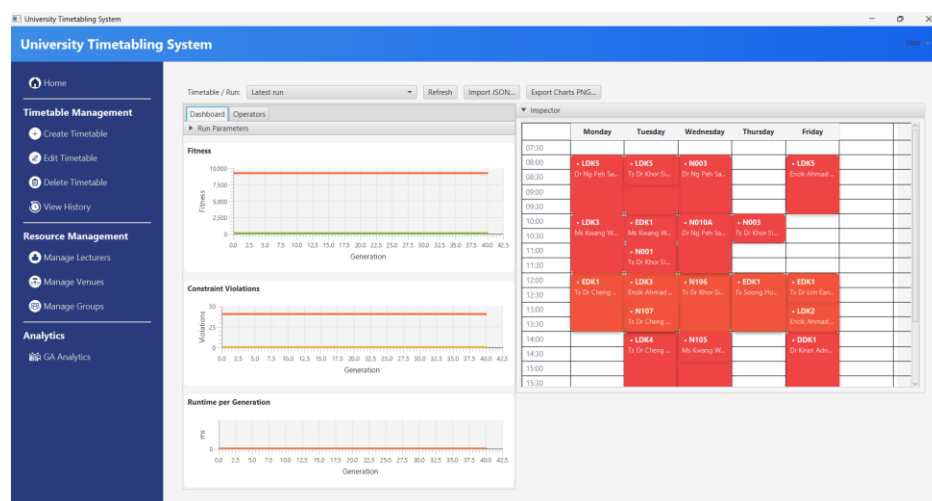 University Timetabling System
University Timetabling System
User
Home
Timetable Management
Create Timetable
Edit Timetable
Delete Timetable
View History
Resource Management
Manage Lecturers
Manage Venues
Manage Groups
Analytics
GA Analytics
Timetable / Run: Latest run Refresh Import JSON... Export Charts PNG...
Dashboard Operators
Run Parameters
Fitness
10,000
7,500
5,000
2,500
0
Fitness
0.0 2.5 5.0 7.5 10.0 12.5 15.0 17.5 20.0 22.5 25.0 27.5 30.0 32.5 35.0 37.5 40.0 42.5
Generation
Constraint Violations
50
25
0
Violations
0.0 2.5 5.0 7.5 10.0 12.5 15.0 17.5 20.0 22.5 25.0 27.5 30.0 32.5 35.0 37.5 40.0 42.5
Generation
Runtime per Generation
ms
0
0.0 2.5 5.0 7.5 10.0 12.5 15.0 17.5 20.0 22.5 25.0 27.5 30.0 32.5 35.0 37.5 40.0 42.5
Generation
Inspector
Monday Tuesday Wednesday Thursday Friday
07:30
08:00 • LDK5 • LDK5 • N003 • LDK5
08:30 Dr Ng Peh Sa... Ts Dr Khor Si... Dr Ng Peh Sa... Encik Ahmad ...
09:00
09:30
10:00 • LDK3 • EDK1 • N010A • N003
10:30 Ms Kwang W... Ms Kwang W... Dr Ng Peh Sa... Ts Dr Khor Si...
11:00 • N001
11:30 Ts Dr Khor Si...
12:00 • EDK1 • LDK3 • N106 • EDK1 • EDK1
12:30 Ts Dr Cheng ... Encik Ahmad... Ts Dr Khor Si... Ts Soong Ho... Ts Dr Lim Ean...
13:00 • N107 • LDK2
13:30 Ts Dr Cheng ... Encik Ahmad ...
14:00 • LDK4 • N105 • DDK1
14:30 Ts Dr Cheng ... Ms Kwang W... Dr Kiran Adn...
15:00
15:30